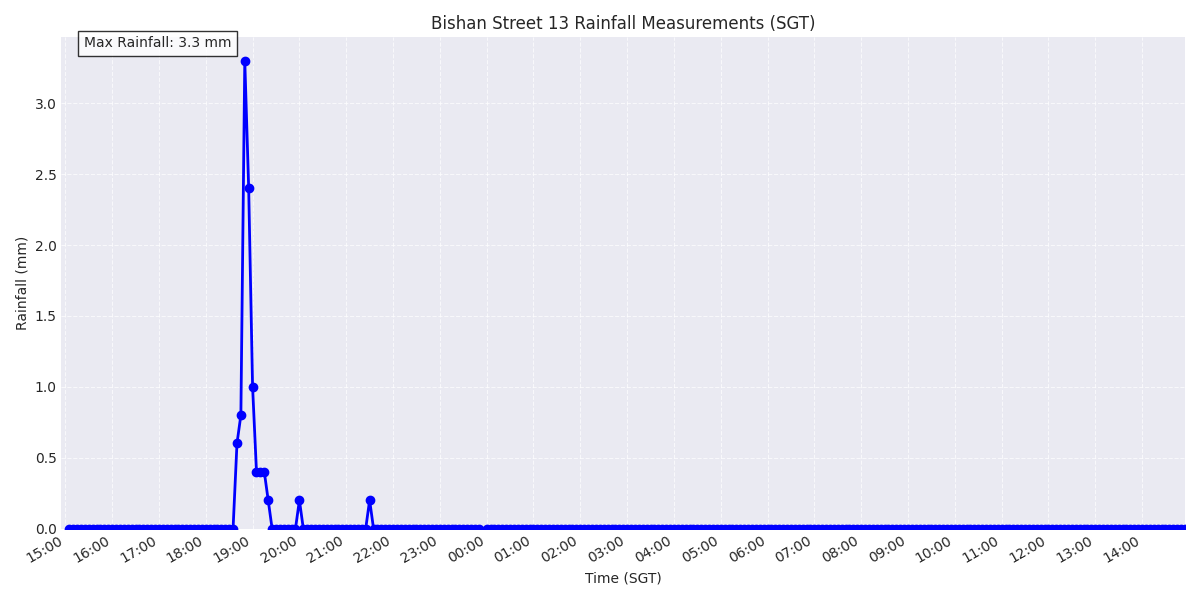 Bishan Street 13 Rainfall Measurements (SGT)
Max Rainfall: 3.3 mm
Rainfall (mm)
3.0
2.5
2.0
1.5
1.0
0.5
0.0
15:00 16:00 17:00 18:00 19:00 20:00 21:00 22:00 23:00 00:00 01:00 02:00 03:00 04:00 05:00 06:00 07:00 08:00 09:00 10:00 11:00 12:00 13:00 14:00
Time (SGT)